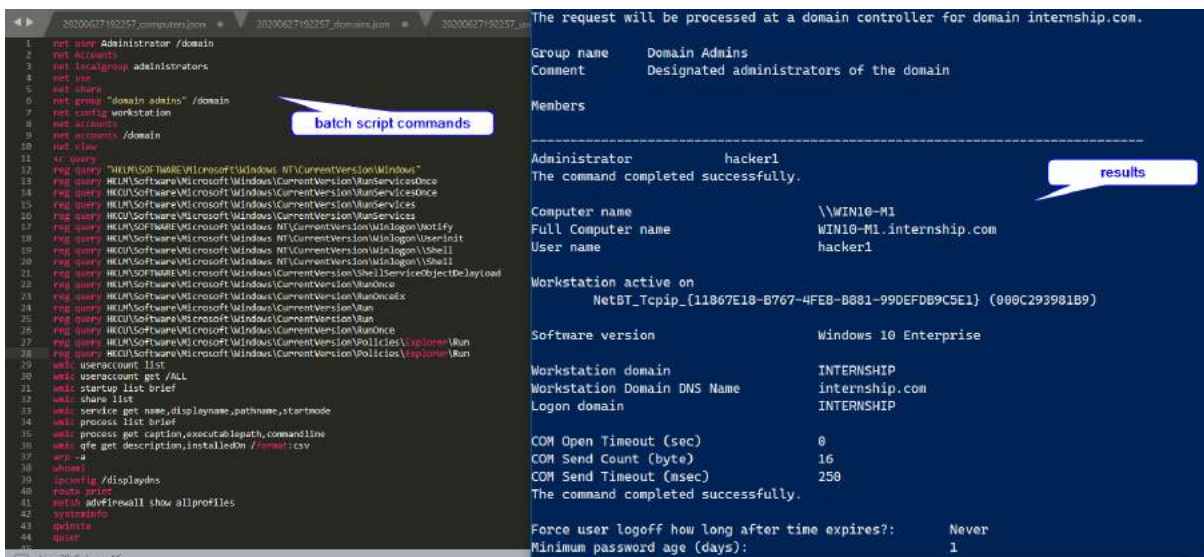 20200627192257_computers.json
20200627192257_domains.json
20200627192257_us
1 net user Administrator /domain
2 net Accounts
3 net localgroup administrators
4 net use
5 net share
6 net group "domain admins" /domain
7 net config workstation
8 net accounts
9 net accounts /domain
10 net view
11 sc query
12 reg query "HKLM\SOFTWARE\Microsoft\Windows NT\CurrentVersion\Windows"
13 reg query HKLM\Software\Microsoft\Windows\CurrentVersion\RunServicesOnce
14 reg query HKCU\Software\Microsoft\Windows\CurrentVersion\RunServicesOnce
15 reg query HKLM\Software\Microsoft\Windows\CurrentVersion\RunServices
16 reg query HKCU\Software\Microsoft\Windows\CurrentVersion\RunServices
17 reg query HKLM\SOFTWARE\Microsoft\Windows NT\CurrentVersion\Winlogon\Notify
18 reg query HKLM\Software\Microsoft\Windows NT\CurrentVersion\Winlogon\Userinit
19 reg query HKCU\Software\Microsoft\Windows NT\CurrentVersion\Winlogon\\Shell
20 reg query HKLM\Software\Microsoft\Windows NT\CurrentVersion\Winlogon\\Shell
21 reg query HKLM\SOFTWARE\Microsoft\Windows\CurrentVersion\ShellServiceObjectDelayLoad
22 reg query HKLM\Software\Microsoft\Windows\CurrentVersion\RunOnce
23 reg query HKLM\Software\Microsoft\Windows\CurrentVersion\RunOnceEx
24 reg query HKLM\Software\Microsoft\Windows\CurrentVersion\Run
25 reg query HKCU\Software\Microsoft\Windows\CurrentVersion\Run
26 reg query HKCU\Software\Microsoft\Windows\CurrentVersion\RunOnce
27 reg query HKLM\Software\Microsoft\Windows\CurrentVersion\Policies\Explorer\Run
28 reg query HKCU\Software\Microsoft\Windows\CurrentVersion\Policies\Explorer\Run
29 wmic useraccount list
30 wmic useraccount get /ALL
31 wmic startup list brief
32 wmic share list
33 wmic service get name,displayname,pathname,startmode
34 wmic process list brief
35 wmic process get caption,executablepath,commandline
36 wmic qfe get description,installedOn /format:csv
37 arp -a
38 whoami
39 ipconfig /displaydns
40 route print
41 netsh advfirewall show allprofiles
42 systeminfo
43 qwinsta
44 quser
batch script commands
The request will be processed at a domain controller for domain internship.com.
Group name Domain Admins
Comment Designated administrators of the domain
Members
-------------------------------------------------------------------------------
Administrator hacker1
The command completed successfully.
results
Computer name \\WIN10-M1
Full Computer name WIN10-M1.internship.com
User name hacker1
Workstation active on
NetBT_Tcpip_{11867E18-B767-4FE8-B881-99DEFDB9C5E1} (000C293981B9)
Software version Windows 10 Enterprise
Workstation domain INTERNSHIP
Workstation Domain DNS Name internship.com
Logon domain INTERNSHIP
COM Open Timeout (sec) 0
COM Send Count (byte) 16
COM Send Timeout (msec) 250
The command completed successfully.
Force user logoff how long after time expires?: Never
Minimum password age (days): 1